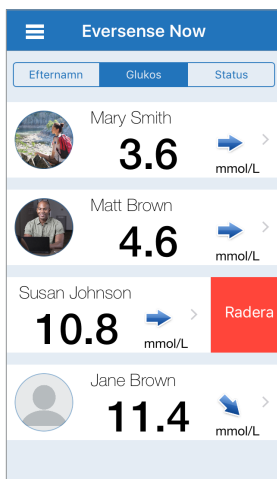 Eversense Now
Efternamn Glukos Status
Mary Smith
3.6
mmol/L
Matt Brown
4.6
mmol/L
Susan Johnson
10.8
mmol/L
Radera
Jane Brown
11.4
mmol/L